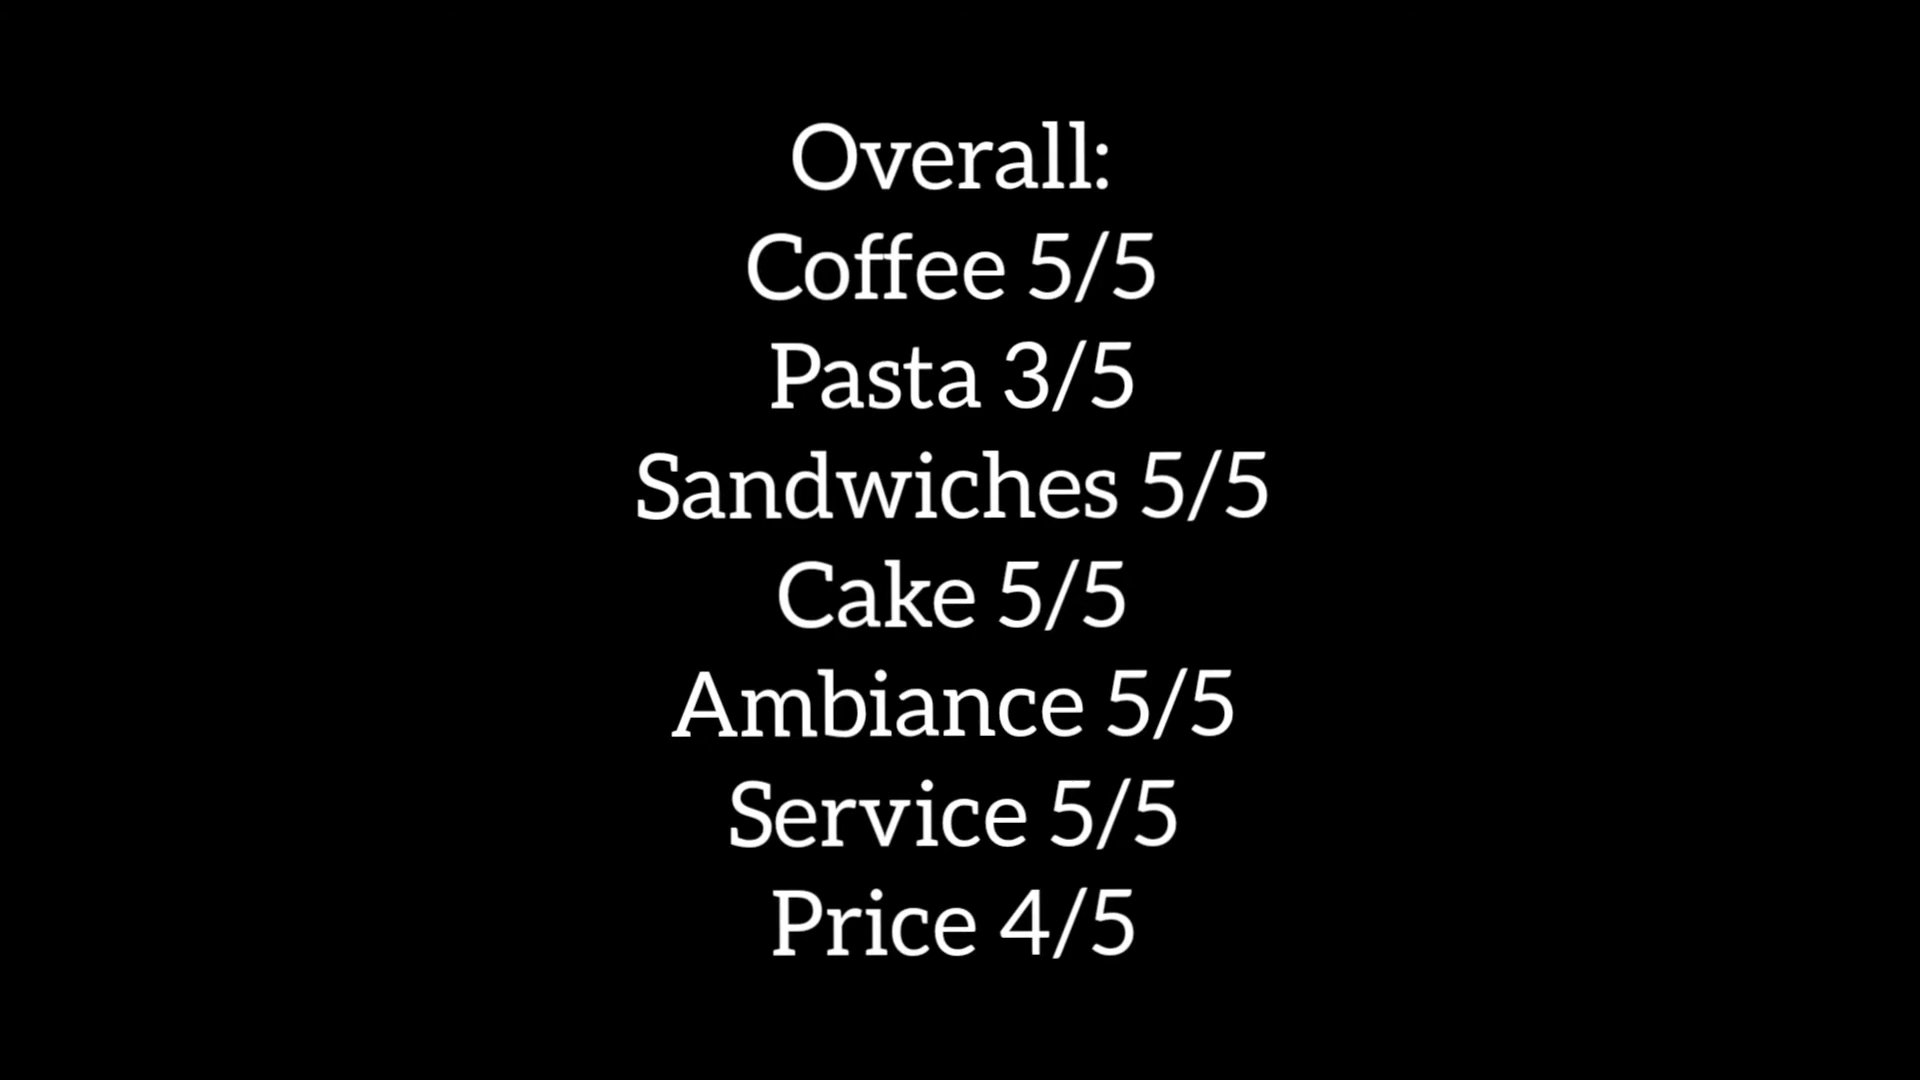 Overall:
Coffee 5/5
Pasta 3/5
Sandwiches 5/5
Cake 5/5
Ambiance 5/5
Service 5/5
Price 4/5